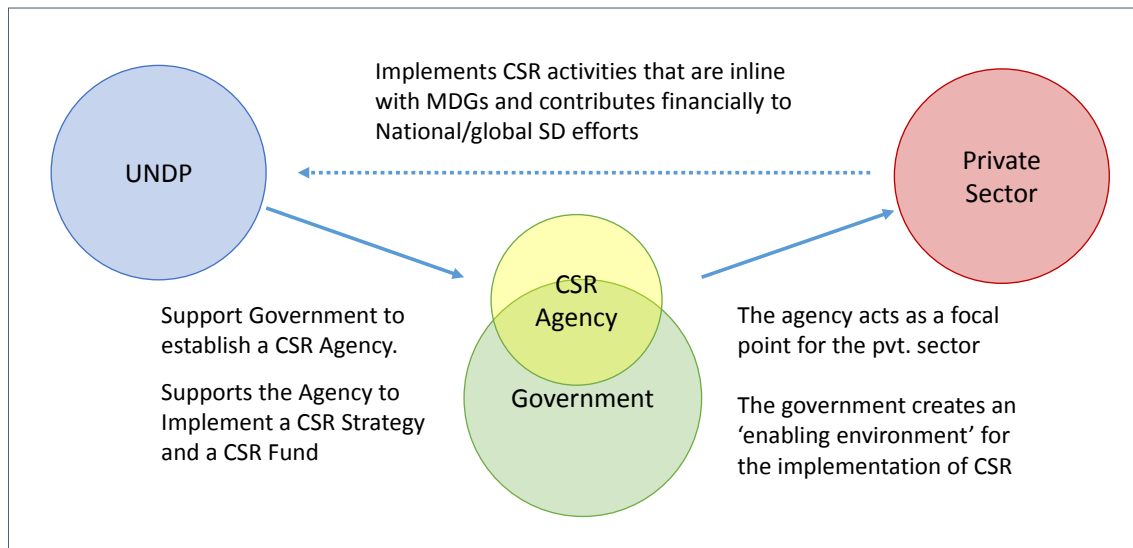 Implements CSR activities that are inline
with MDGs and contributes financially to
National/global SD efforts
UNDP
Private
Sector
CSR
Agency
Government
Support Government to
establish a CSR Agency.
Supports the Agency to
Implement a CSR Strategy
and a CSR Fund
The agency acts as a focal
point for the pvt. sector
The government creates an
‘enabling environment’ for
the implementation of CSR